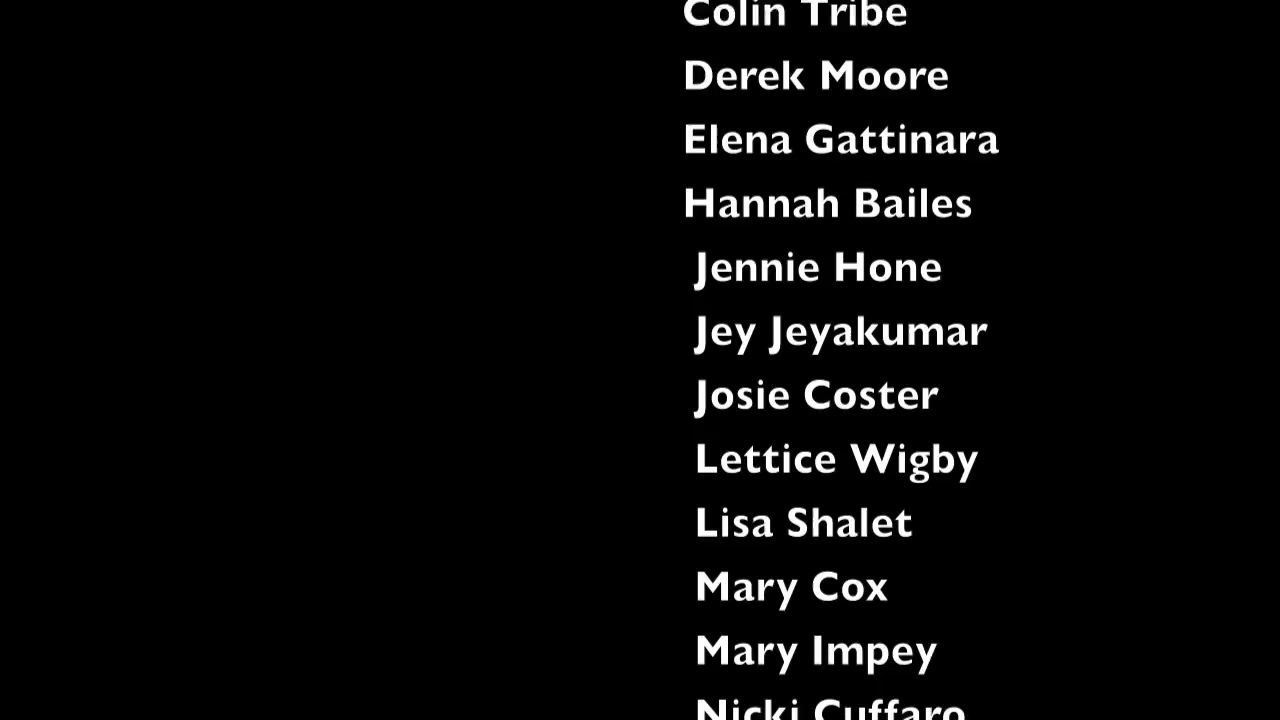 Colin Tribe
Derek Moore
Elena Gattinara
Hannah Bailes
Jennie Hone
Jey Jeyakumar
Josie Coster
Lettice Wigby
Lisa Shalet
Mary Cox
Mary Impey
Nicki Cuffaro